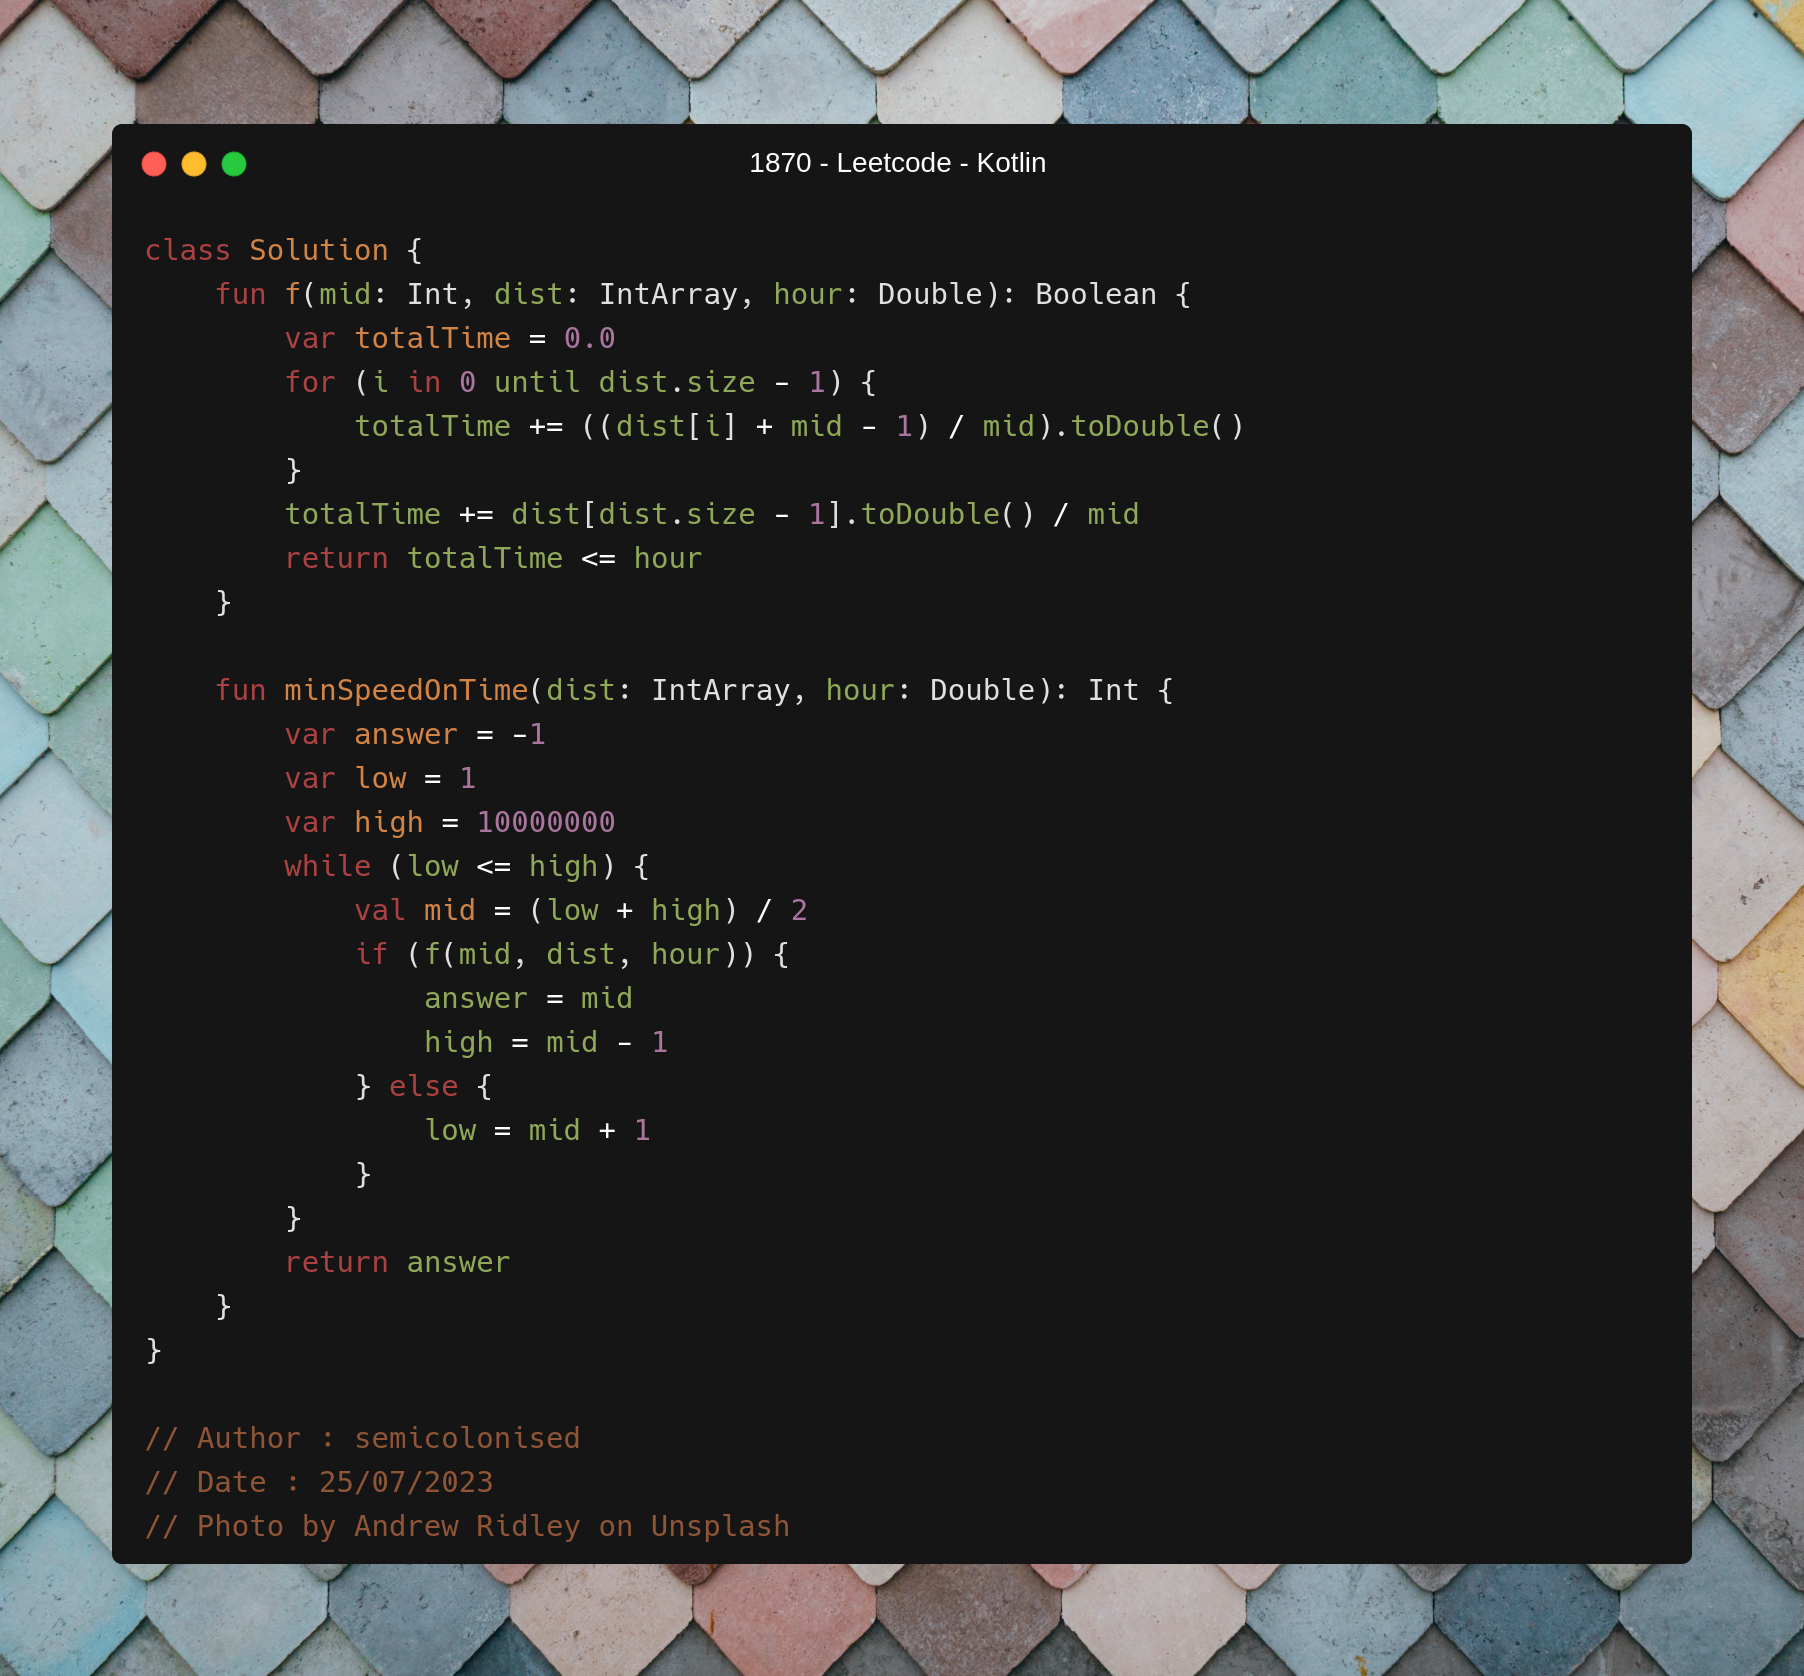 1870 - Leetcode - Kotlin
class Solution {
    fun f(mid: Int, dist: IntArray, hour: Double): Boolean {
        var totalTime = 0.0
        for (i in 0 until dist.size - 1) {
            totalTime += ((dist[i] + mid - 1) / mid).toDouble()
        }
        totalTime += dist[dist.size - 1].toDouble() / mid
        return totalTime <= hour
    }

    fun minSpeedOnTime(dist: IntArray, hour: Double): Int {
        var answer = -1
        var low = 1
        var high = 10000000
        while (low <= high) {
            val mid = (low + high) / 2
            if (f(mid, dist, hour)) {
                answer = mid
                high = mid - 1
            } else {
                low = mid + 1
            }
        }
        return answer
    }
}

// Author : semicolonised
// Date : 25/07/2023
// Photo by Andrew Ridley on Unsplash